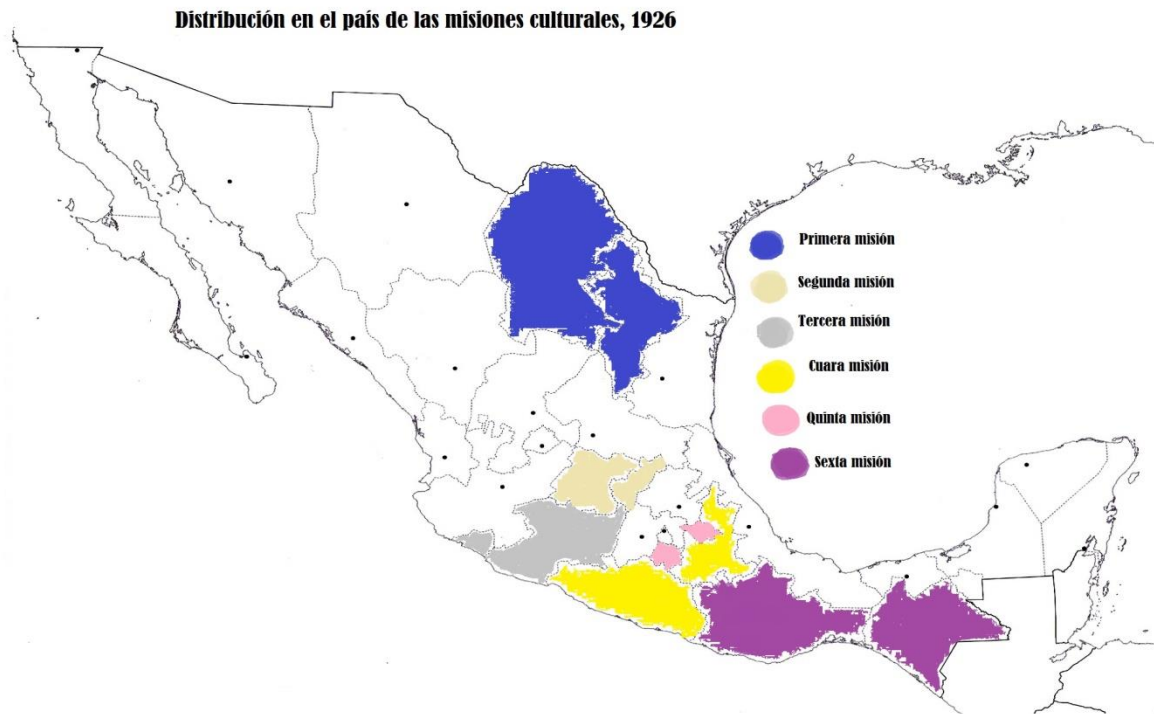 Distribución en el país de las misiones culturales, 1926
Primera misión
Segunda misión
Tercera misión
Cuara misión
Quinta misión
Sexta misión